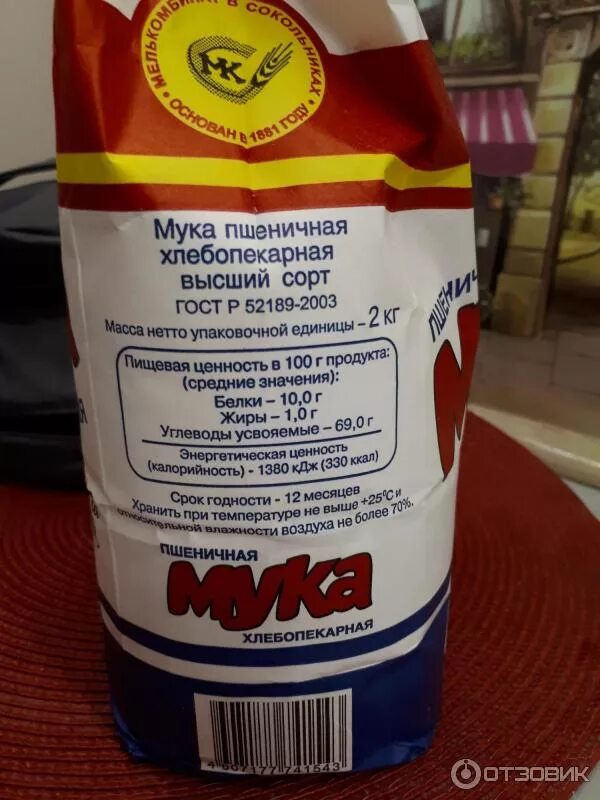 МЕЛЬКОМБИНАТ В СОКОЛЬНИКАХ
МК
ОСНОВАН В 1881 ГОДУ
Мука пшеничная
хлебопекарная
высший сорт
ГОСТ Р 52189-2003
Масса нетто упаковочной единицы – 2 кг
Пищевая ценность в 100 г продукта:
(средние значения):
Белки – 10,0 г
Жиры – 1,0 г
Углеводы усвояемые – 69,0 г
Энергетическая ценность
(калорийность) - 1380 кДж (330 ккал)
Срок годности - 12 месяцев
Хранить при температуре не выше +25°С и
относительной влажности воздуха не более 70%.
ПШЕНИЧНАЯ
Мука
ХЛЕБОПЕКАРНАЯ
4 607177 741543
ОТЗОВИК